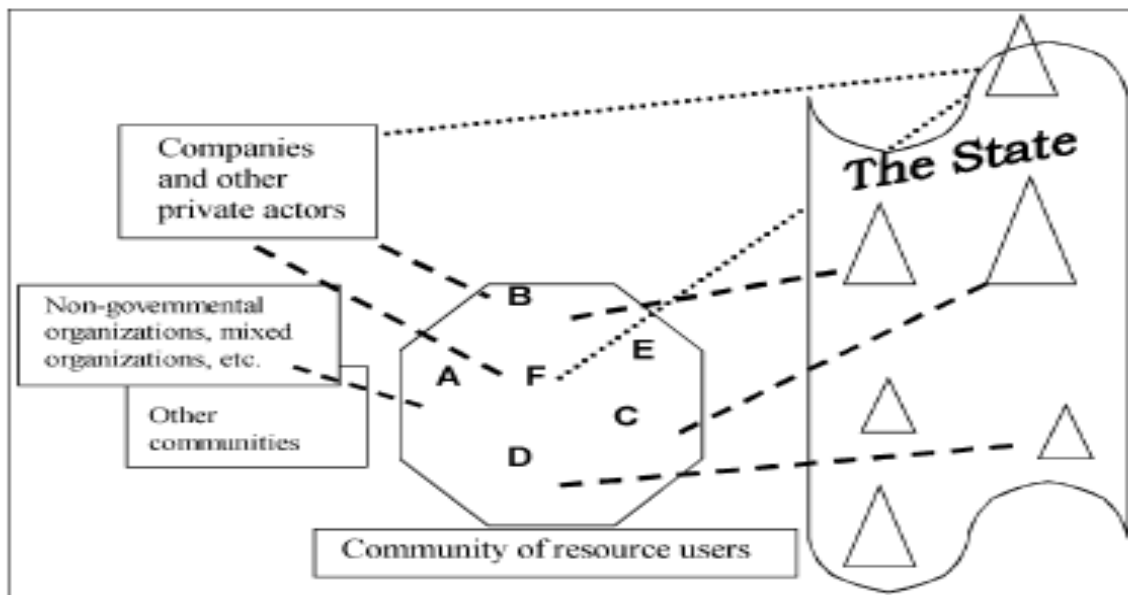 The State
Companies
and other
private actors
Non-governmental
organizations, mixed
organizations, etc.
Other
communities
B
E
A
F
C
D
Community of resource users